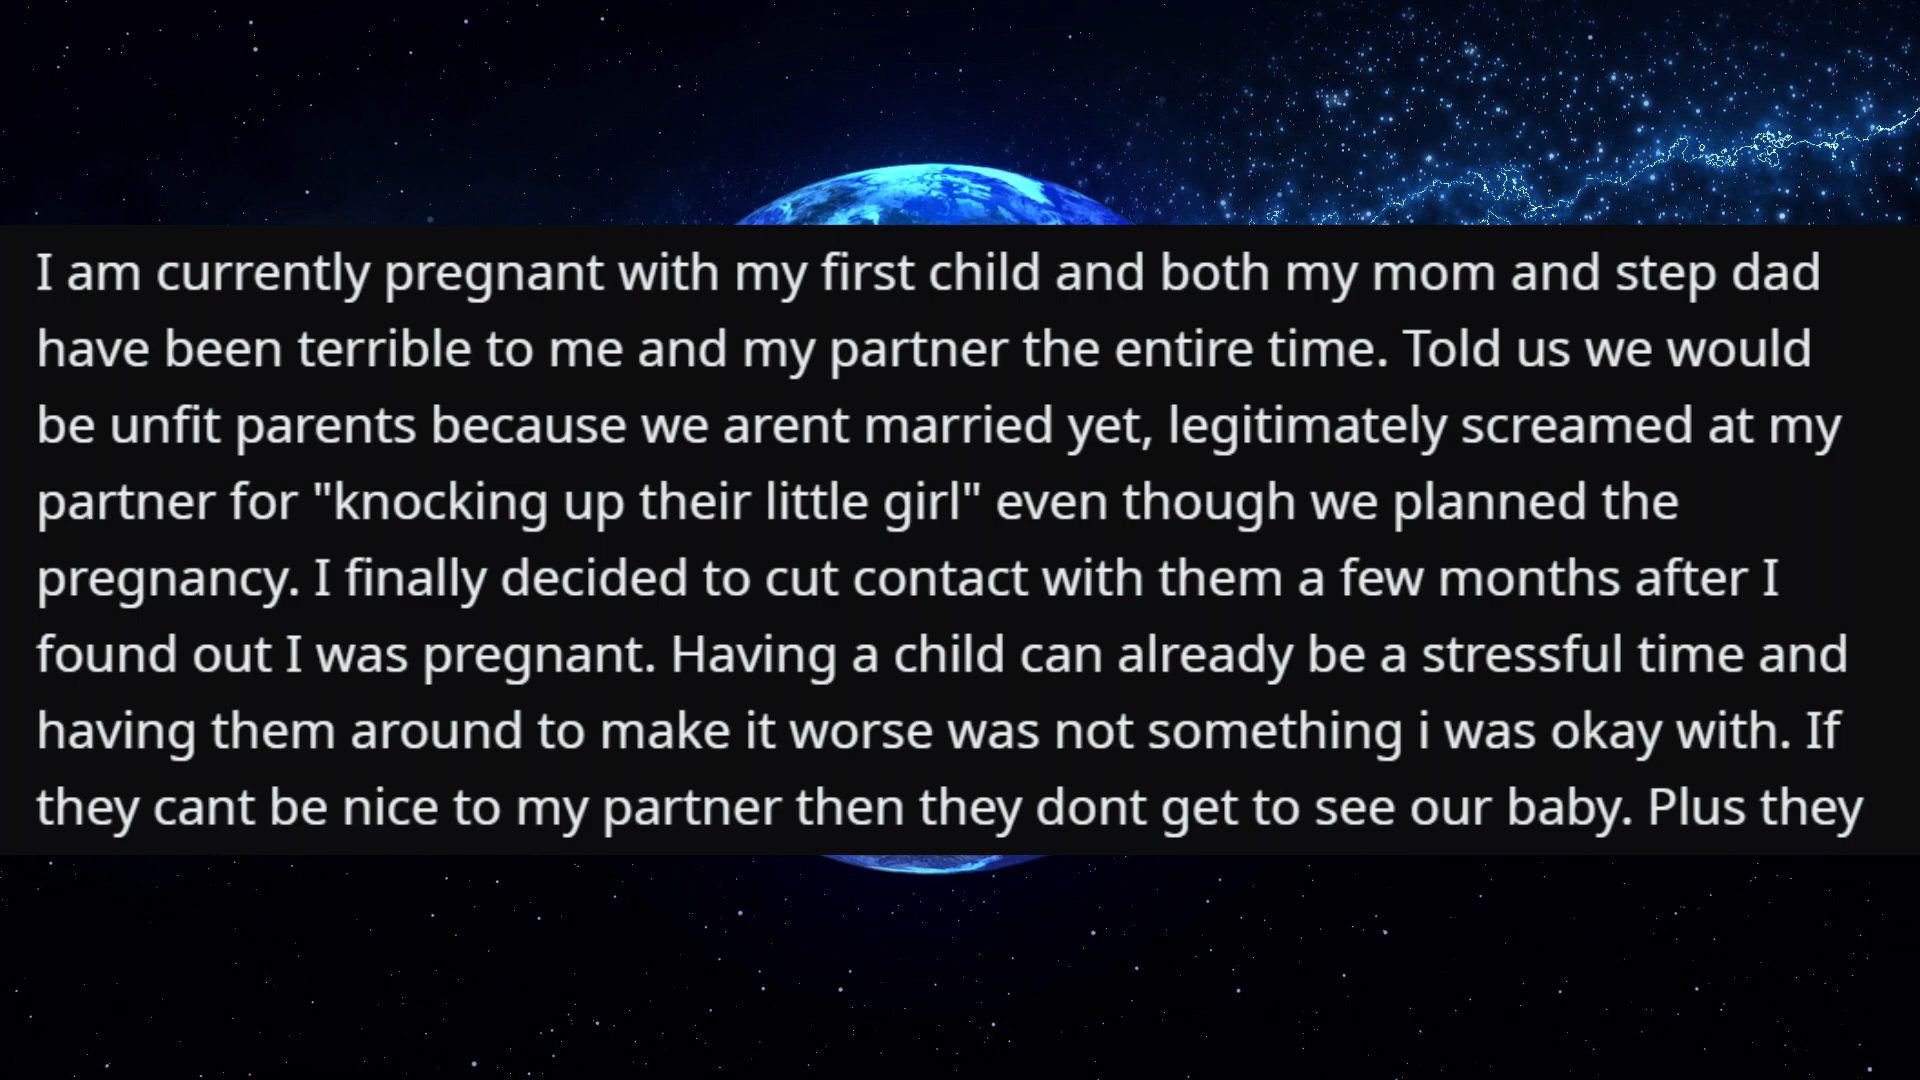 I am currently pregnant with my first child and both my mom and step dad
have been terrible to me and my partner the entire time. Told us we would
be unfit parents because we arent married yet, legitimately screamed at my
partner for "knocking up their little girl" even though we planned the
pregnancy. I finally decided to cut contact with them a few months after I
found out I was pregnant. Having a child can already be a stressful time and
having them around to make it worse was not something i was okay with. If
they cant be nice to my partner then they dont get to see our baby. Plus they